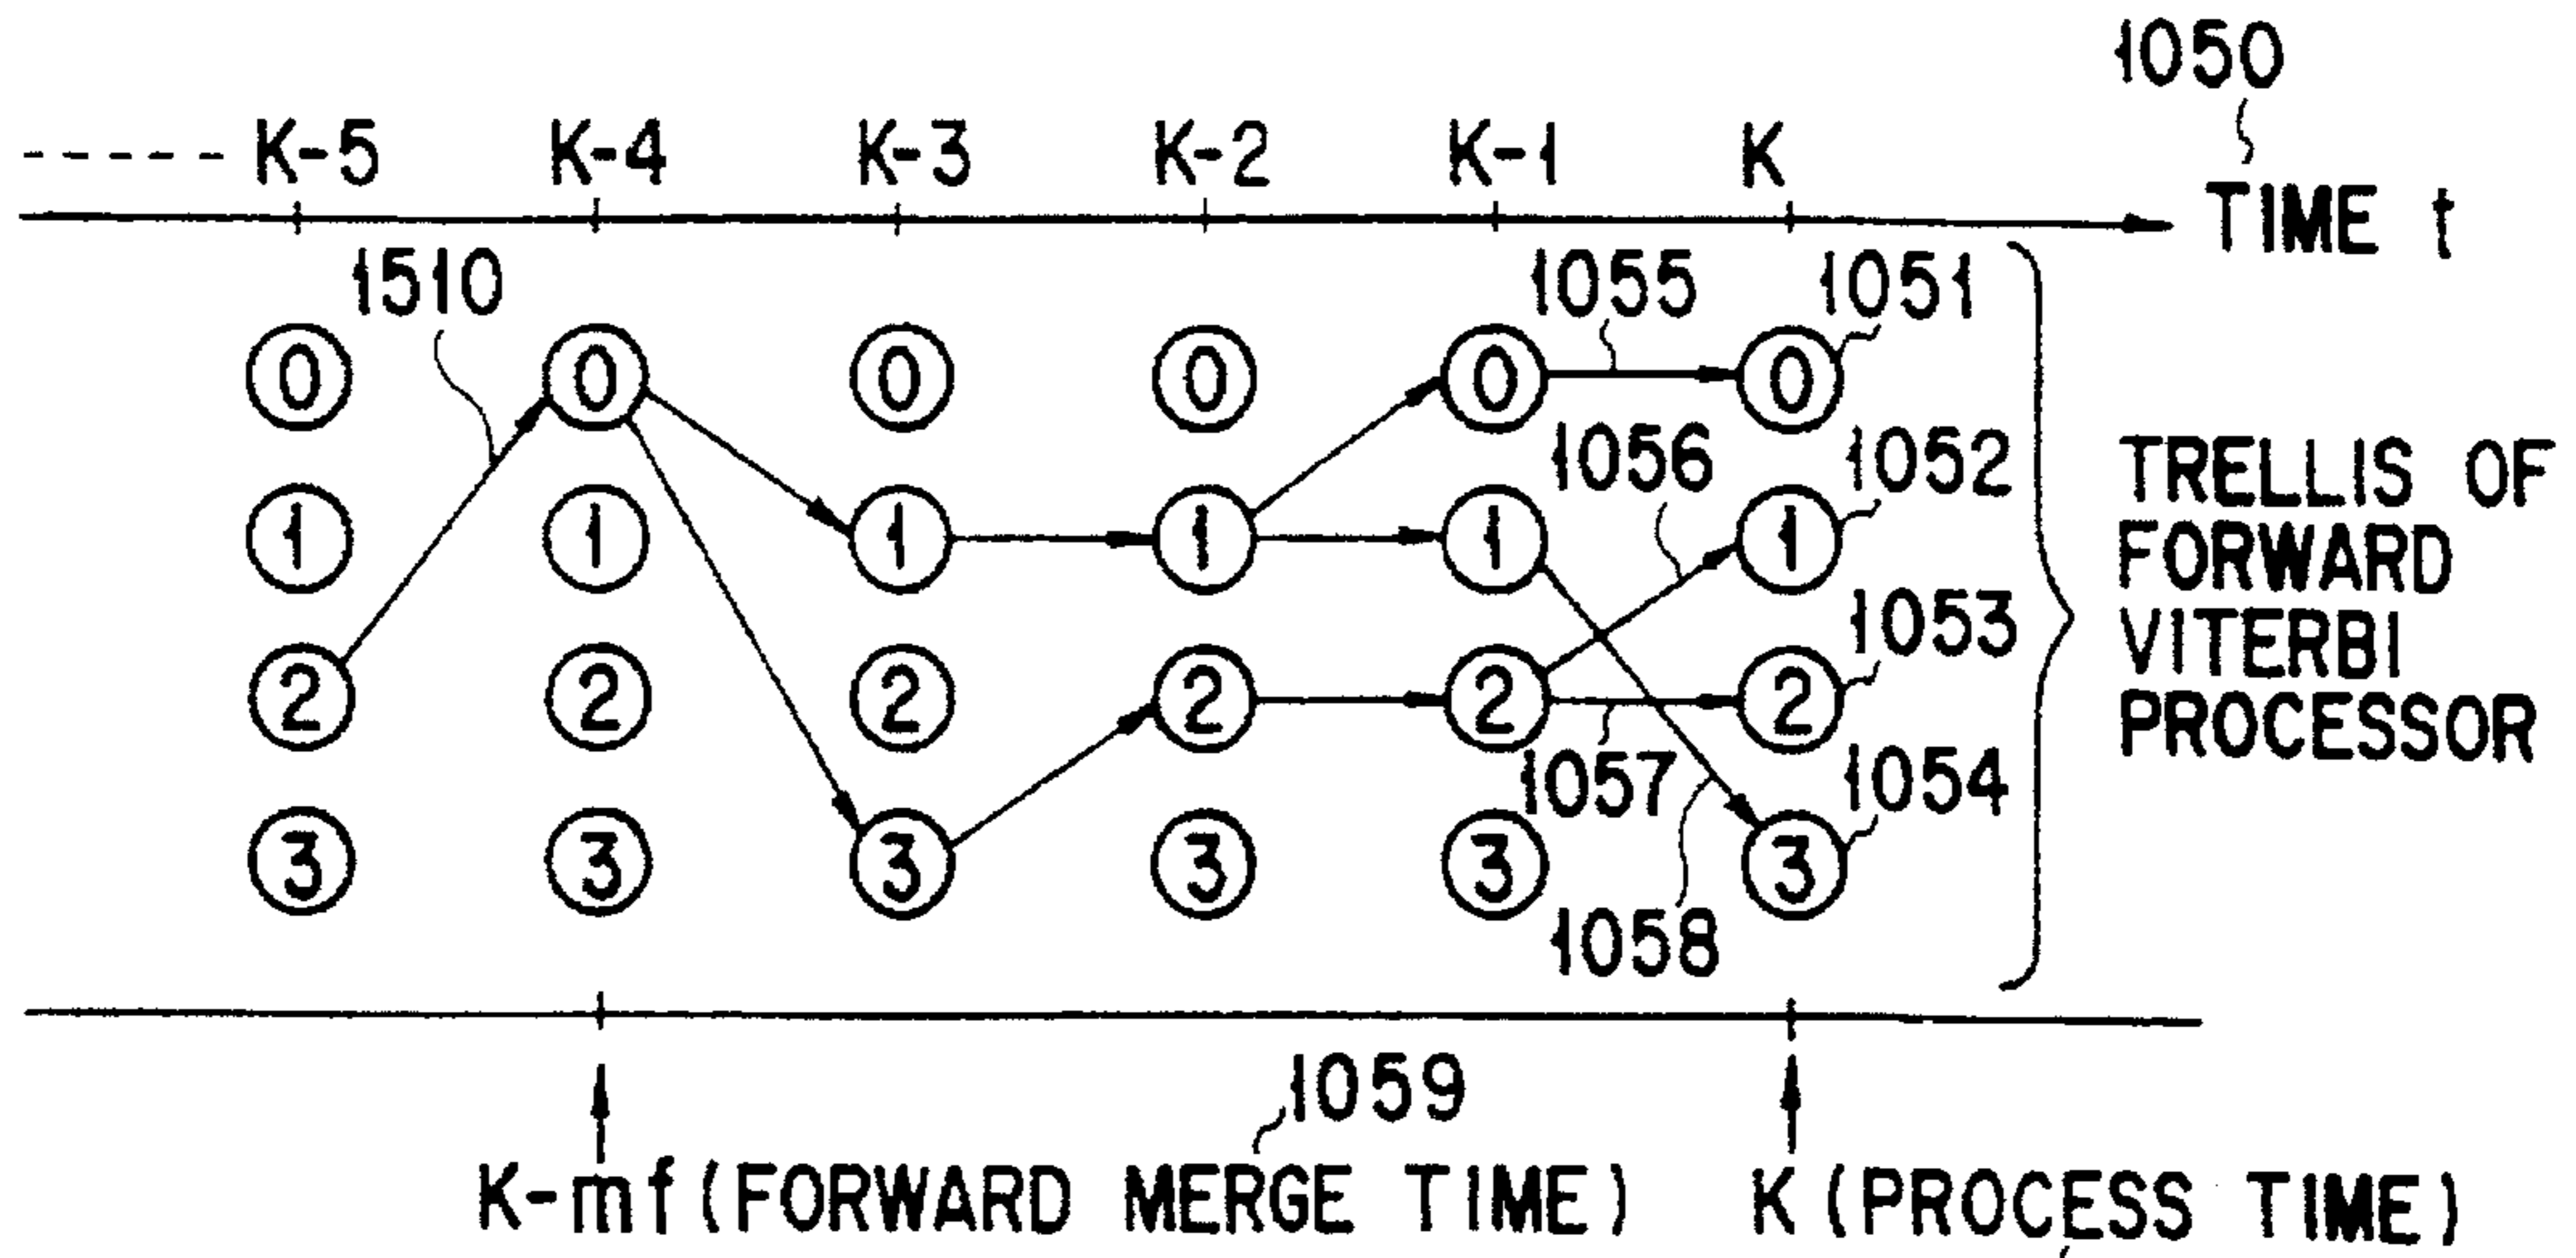 1050
----- K-5 K-4 K-3 K-2 K-1 K
TIME t
1510 1055 1051
0 0 0 0 0 0
1056 1052
1 1 1 1 1 1
1053
2 2 2 2 2 2
1057 1054
3 3 3 3 3 3
1058
TRELLIS OF
FORWARD
VITERBI
PROCESSOR
1059
K-mf (FORWARD MERGE TIME) K (PROCESS TIME)